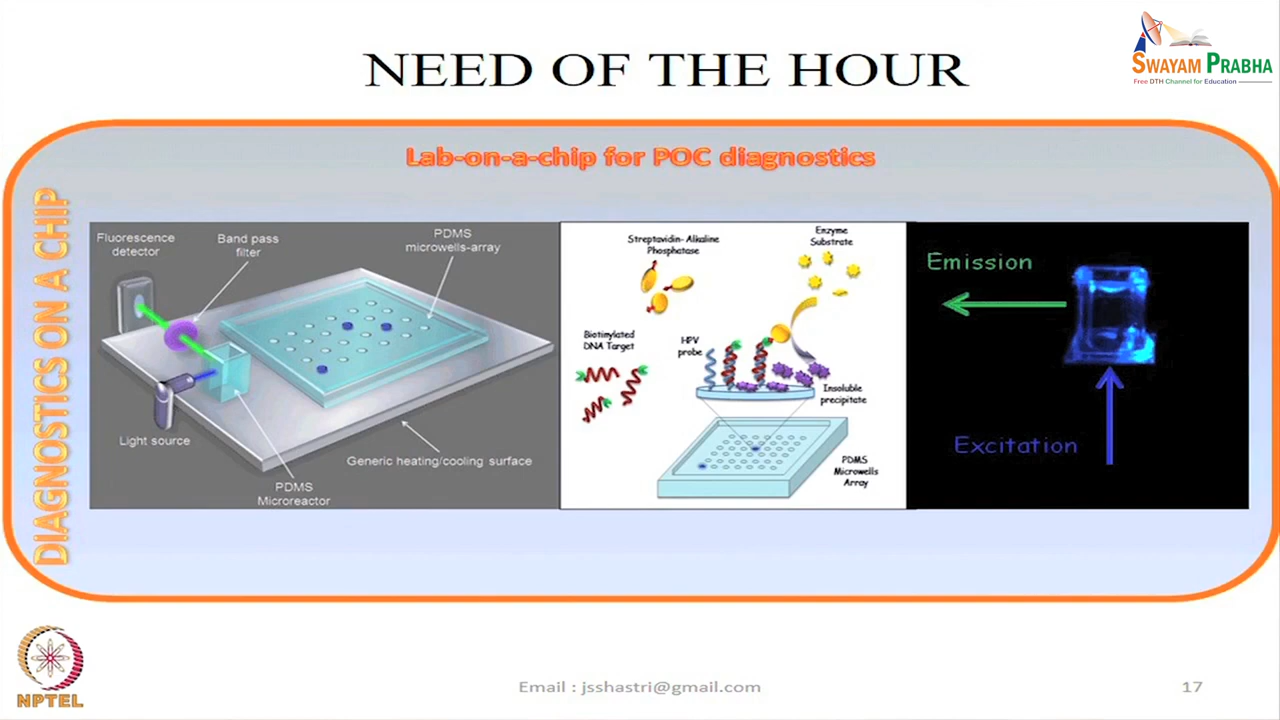 NEED OF THE HOUR
SWAYAM PRABHA
Free DTH Channel for Education
Lab-on-a-chip for POC diagnostics
DIAGNOSTICS ON A CHIP
Fluorescence
detector
Band pass
filter
PDMS
microwells-array
Light source
Generic heating/cooling surface
PDMS
Microreactor
Streptavidin- Alkaline
Phosphatase
Enzyme
Substrate
Biotinylated
DNA Target
HPV
probe
Insoluble
precipitate
PDMS
Microwells
Array
Emission
Excitation
NPTEL
Email : jsshastri@gmail.com
17